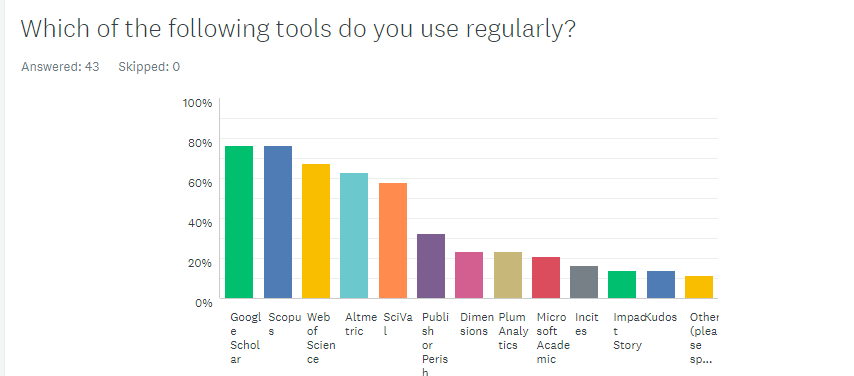 Which of the following tools do you use regularly?
Answered: 43 Skipped: 0
100%
80%
60%
40%
20%
0%
Googl
e
Schol
ar
Scopu
s
Web
of
Scien
ce
Altme
tric
SciVa
l
Publi
sh
or
Peris
h
Dimen
sions
Plum
Analy
tics
Micro
soft
Acade
mic
Incit
es
Impac
t
Story
Kudos
Other
(plea
se
sp...